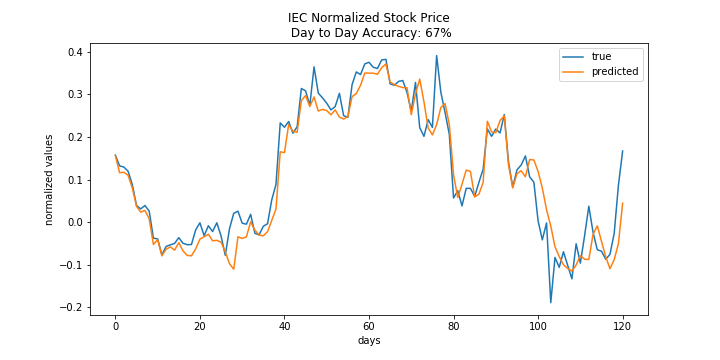 IEC Normalized Stock Price
Day to Day Accuracy: 67%
true
predicted
normalized values
0.4
0.3
0.2
0.1
0.0
−0.1
−0.2
0
20
40
60
80
100
120
days